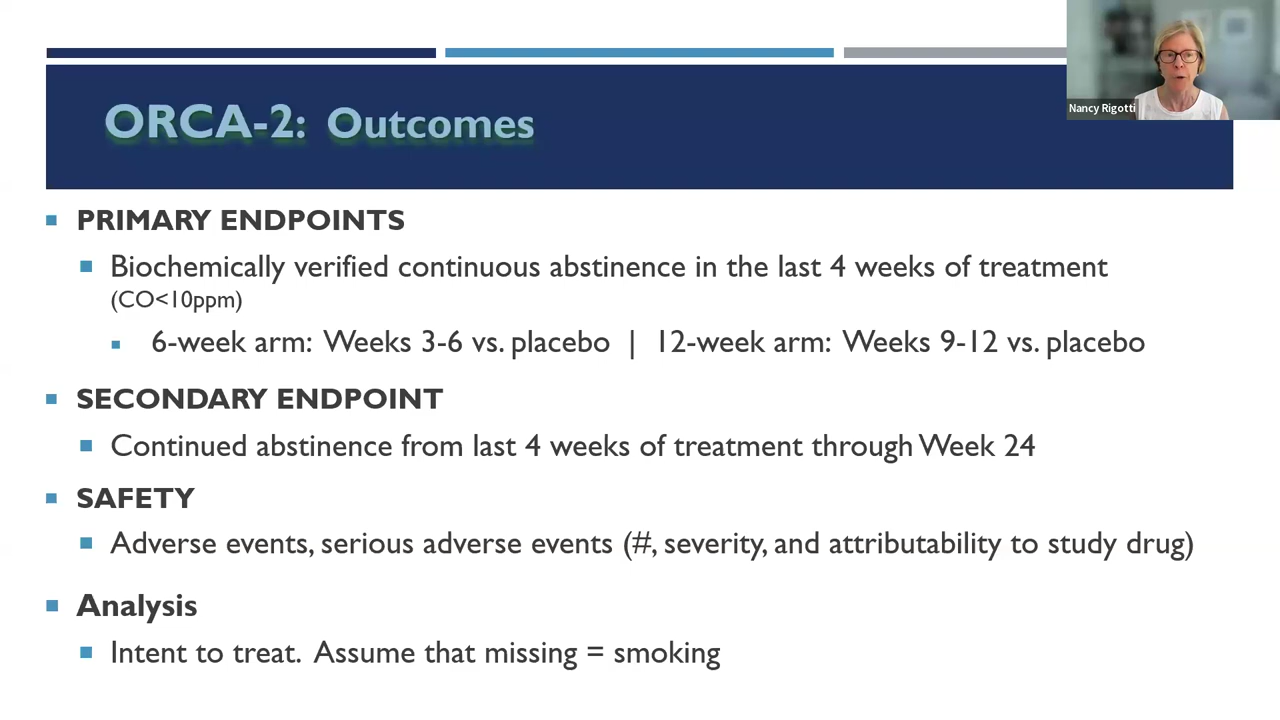 Nancy Rigotti
ORCA-2: Outcomes
PRIMARY ENDPOINTS
Biochemically verified continuous abstinence in the last 4 weeks of treatment
(CO<10ppm)
6-week arm: Weeks 3-6 vs. placebo | 12-week arm: Weeks 9-12 vs. placebo
SECONDARY ENDPOINT
Continued abstinence from last 4 weeks of treatment through Week 24
SAFETY
Adverse events, serious adverse events (#, severity, and attributability to study drug)
Analysis
Intent to treat. Assume that missing = smoking